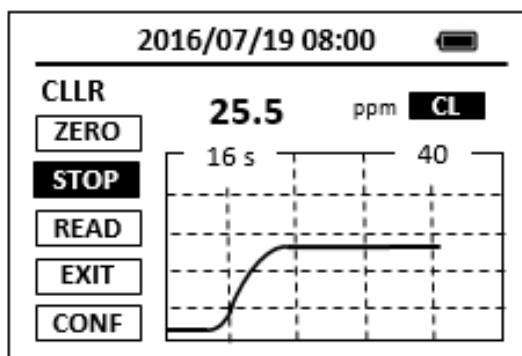 2016/07/19 08:00
CLLR
25.5 ppm CL
ZERO
16 s 40
STOP
READ
EXIT
CONF